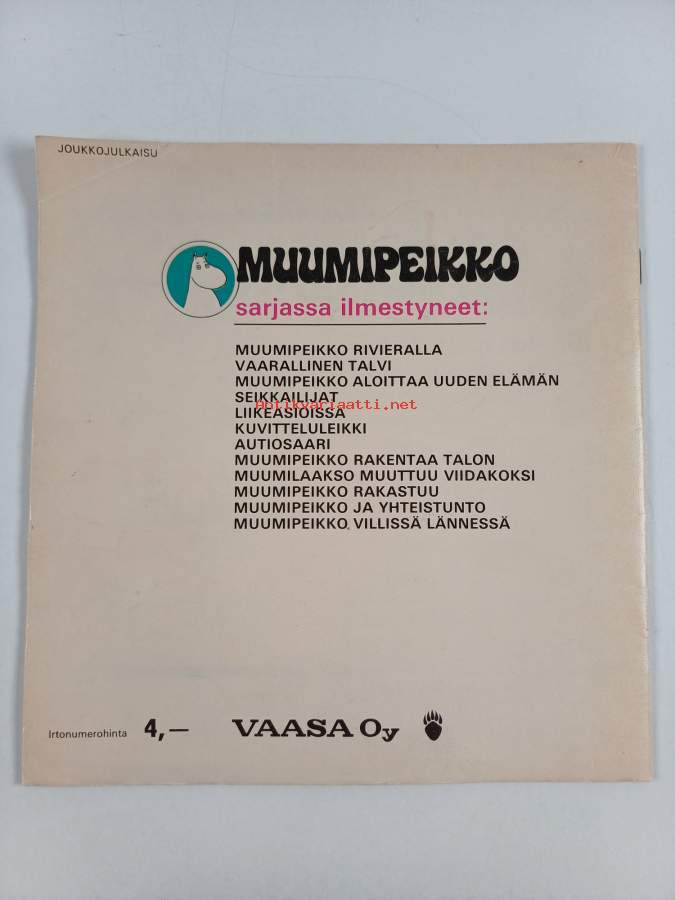 JOUKKOJULKAISU
MUUMIPEIKKO
sarjassa ilmestyneet:
MUUMIPEIKKO RIVIERALLA
VAARALLINEN TALVI
MUUMIPEIKKO ALOITTAA UUDEN ELÄMÄN
SEIKKAILIJAT
Antikvariaatti.net
LIIKEASIOISSA
KUVITTELULEIKKI
AUTIOSAARI
MUUMIPEIKKO RAKENTAA TALON
MUUMILAAKSO MUUTTUU VIIDAKOKSI
MUUMIPEIKKO RAKASTUU
MUUMIPEIKKO JA YHTEISTUNTO
MUUMIPEIKKO VILLISSÄ LÄNNESSÄ
Irtonumerohinta 4,— VAASA Oy